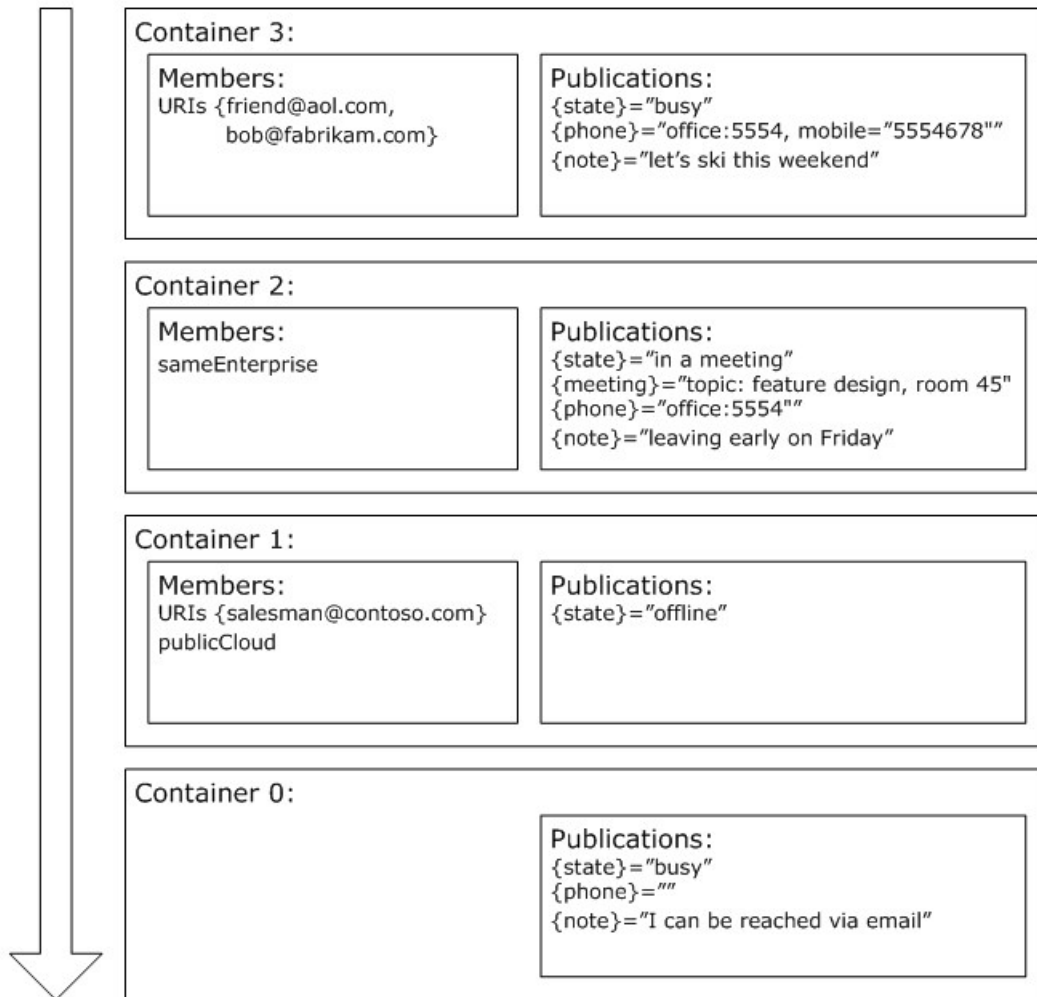 Container 3:
Members:
URIs {friend@aol.com,
bob@fabrikam.com}
Publications:
{state}=”busy”
{phone}=”office:5554, mobile=”5554678"”
{note}=”let’s ski this weekend”
Container 2:
Members:
sameEnterprise
Publications:
{state}=”in a meeting”
{meeting}=”topic: feature design, room 45"
{phone}=”office:5554"”
{note}=”leaving early on Friday”
Container 1:
Members:
URIs {salesman@contoso.com}
publicCloud
Publications:
{state}=”offline”
Container 0:
Publications:
{state}=”busy”
{phone}=””
{note}=”I can be reached via email”